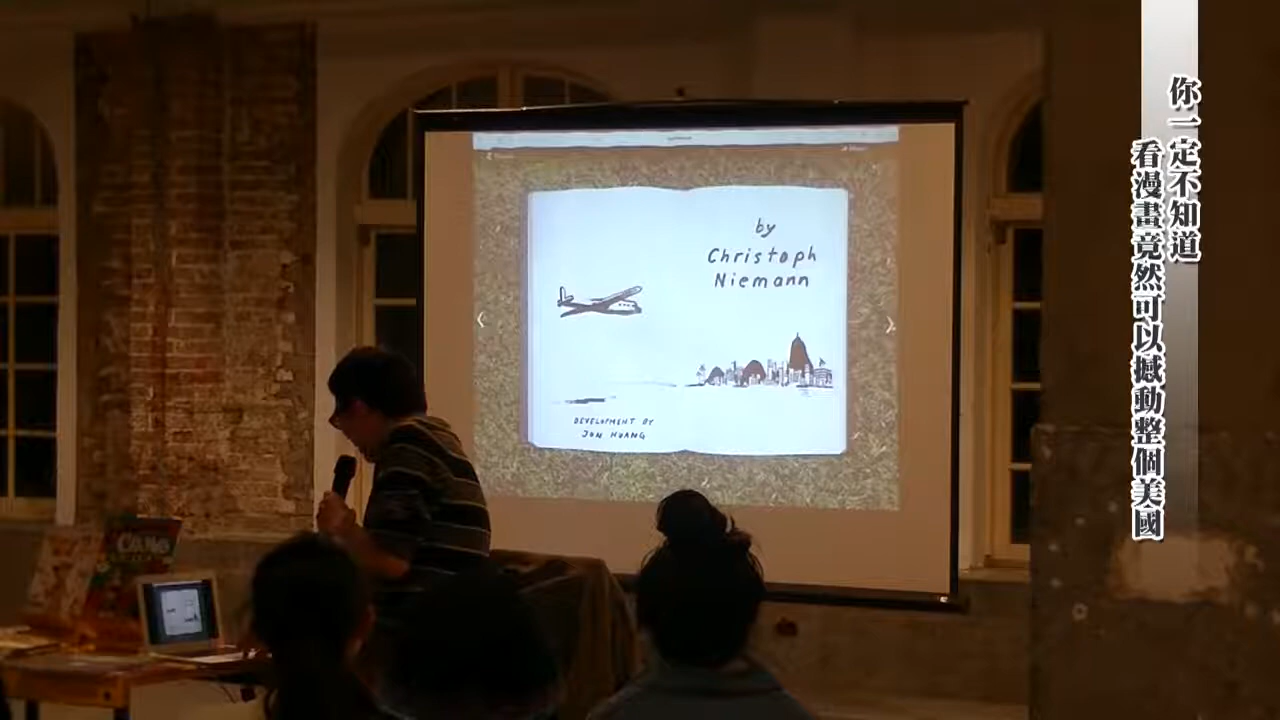 你一定不知道
看漫畫竟然可以撼動整個美國
by
Christoph
Niemann
DEVELOPMENT BY
JON HUANG